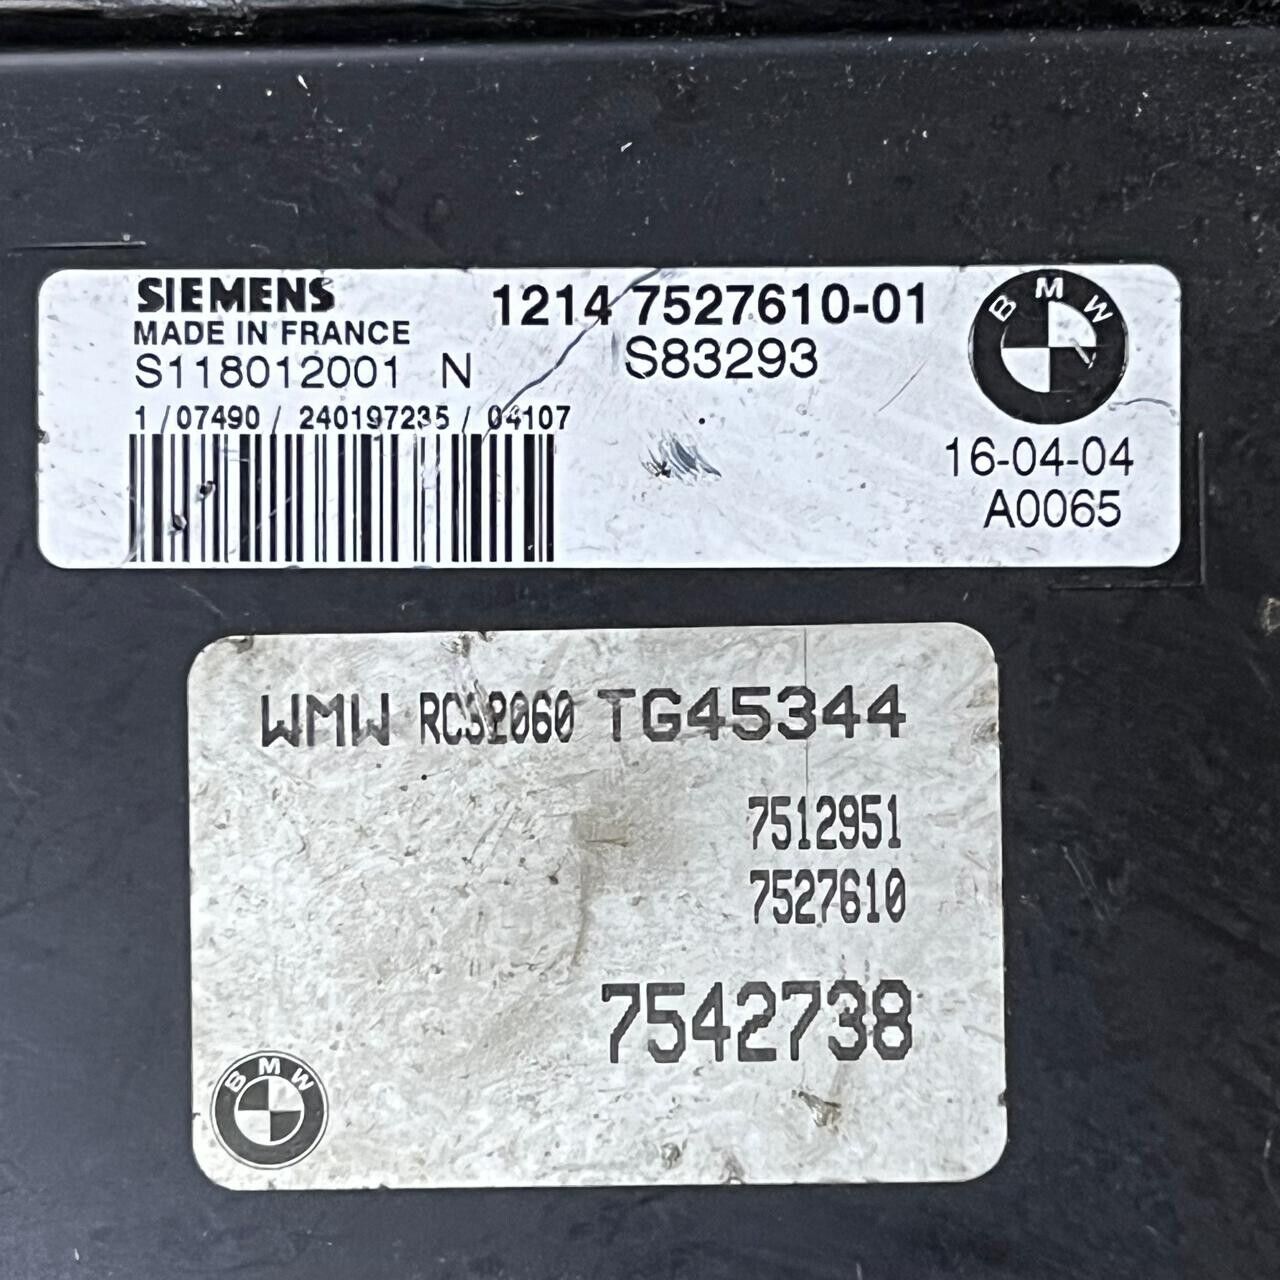 SIEMENS
MADE IN FRANCE
S118012001 N
1 / 07490 / 240197235 / 04107
1214 7527610-01
S83293
BMW
16-04-04
A0065
WMW RC32060 TG45344
7512951
7527610
7542738
BMW